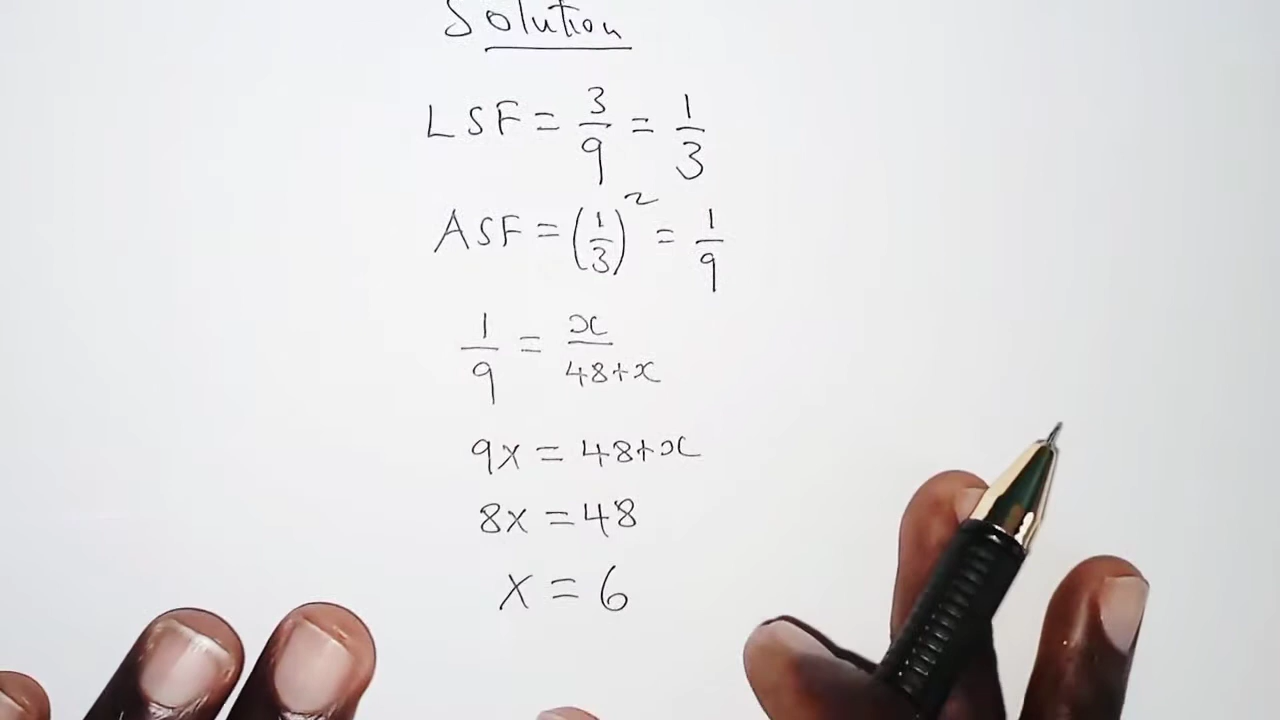 Solution
LSF = 3/9 = 1/3
ASF = (1/3)² = 1/9
1/9 = x/48+x
9x = 48+x
8x = 48
x = 6